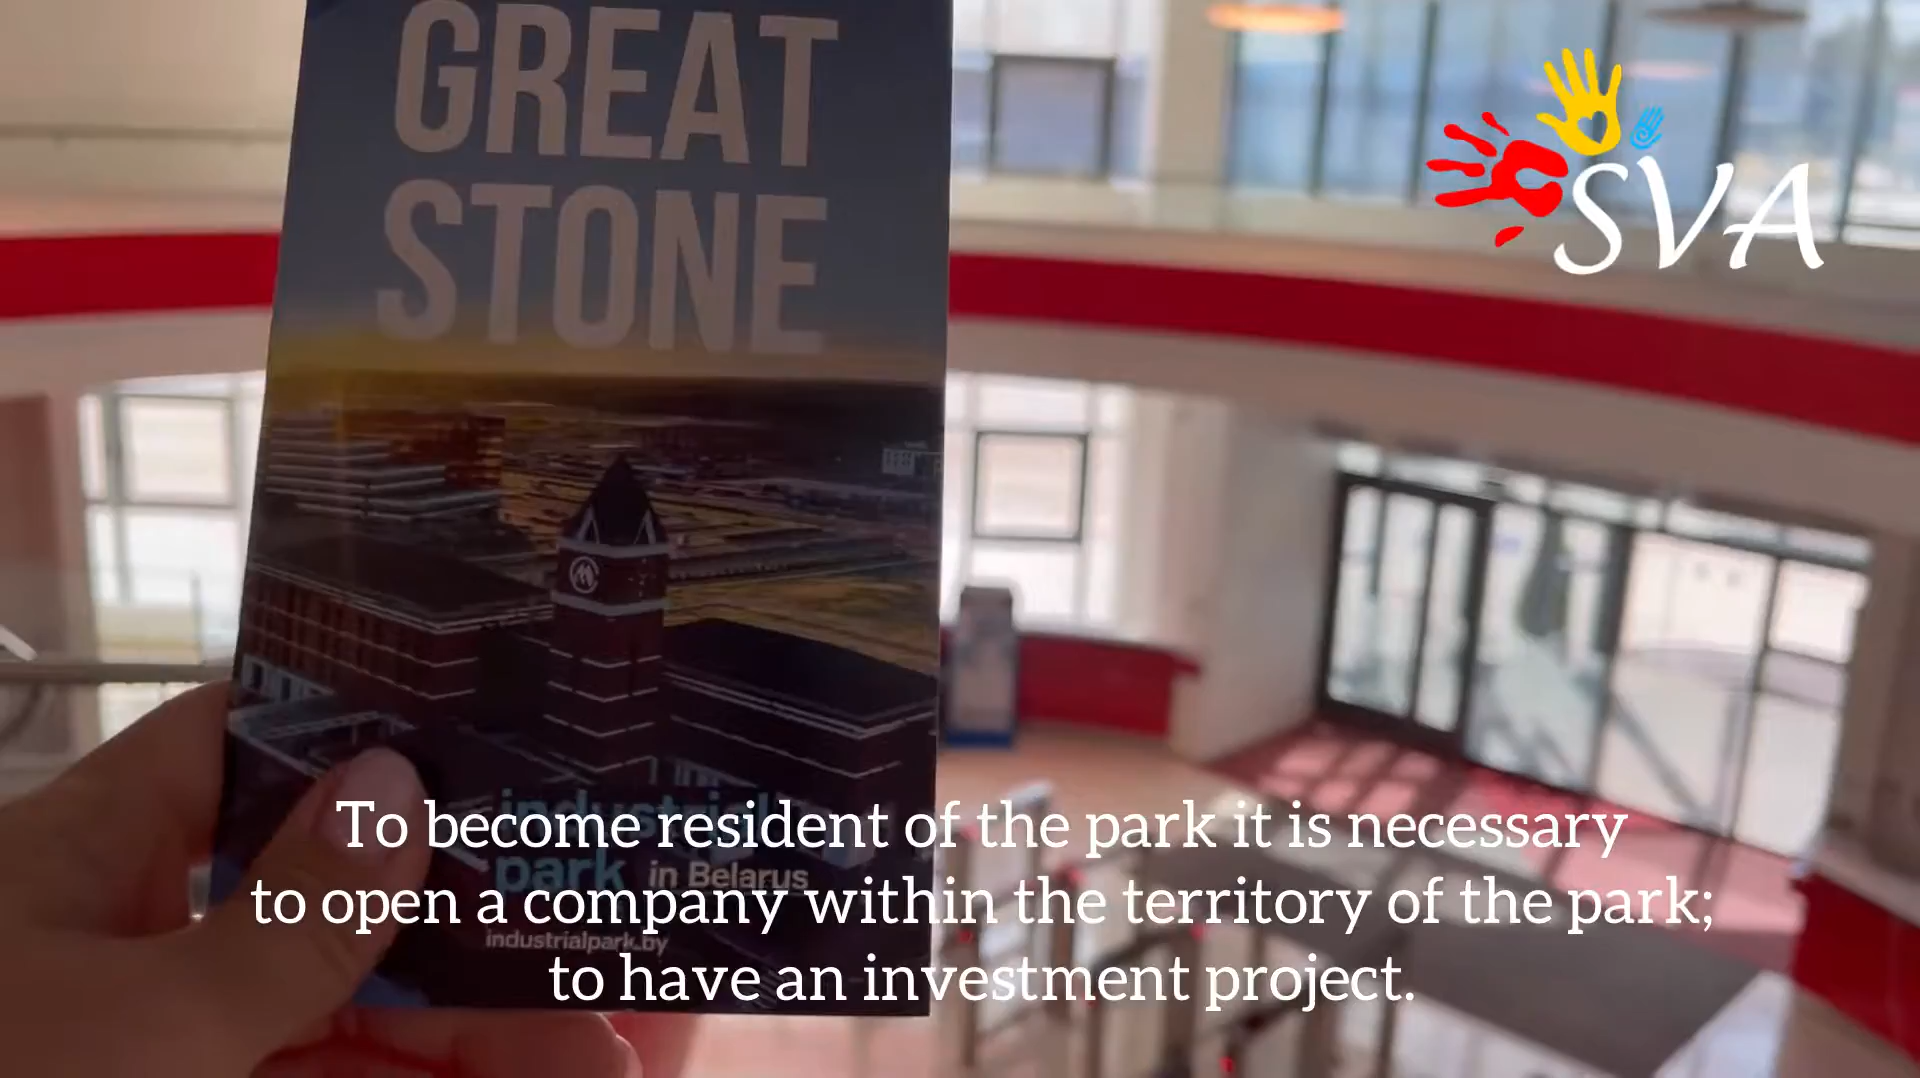 GREAT
STONE
SVA
industrial
park in Belarus
industrialpark.by
To become resident of the park it is necessary
to open a company within the territory of the park;
to have an investment project.